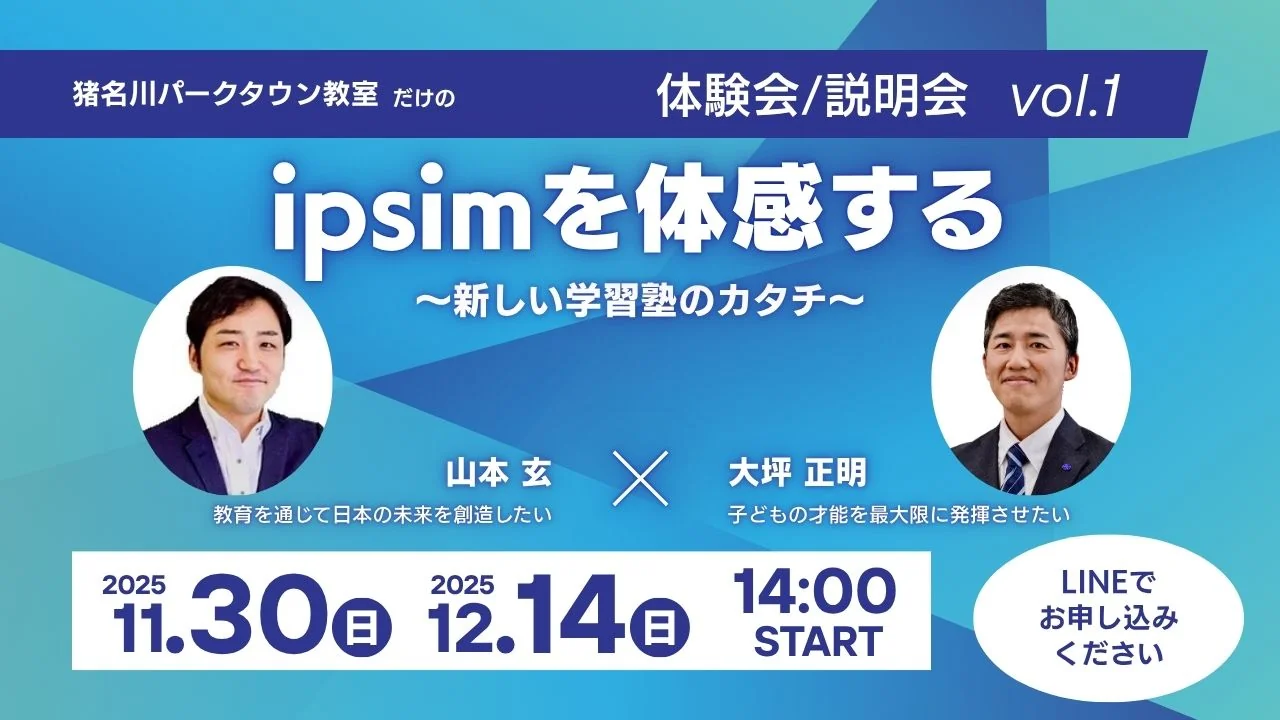 猪名川パークタウン教室 だけの 体験会/説明会 vol.1
ipsimを体感する
～新しい学習塾のカタチ～
山本 玄 × 大坪 正明
教育を通じて日本の未来を創造したい
子どもの才能を最大限に発揮させたい
2025 11.30 日
2025 12.14 日
14:00
START
LINEで
お申し込み
ください